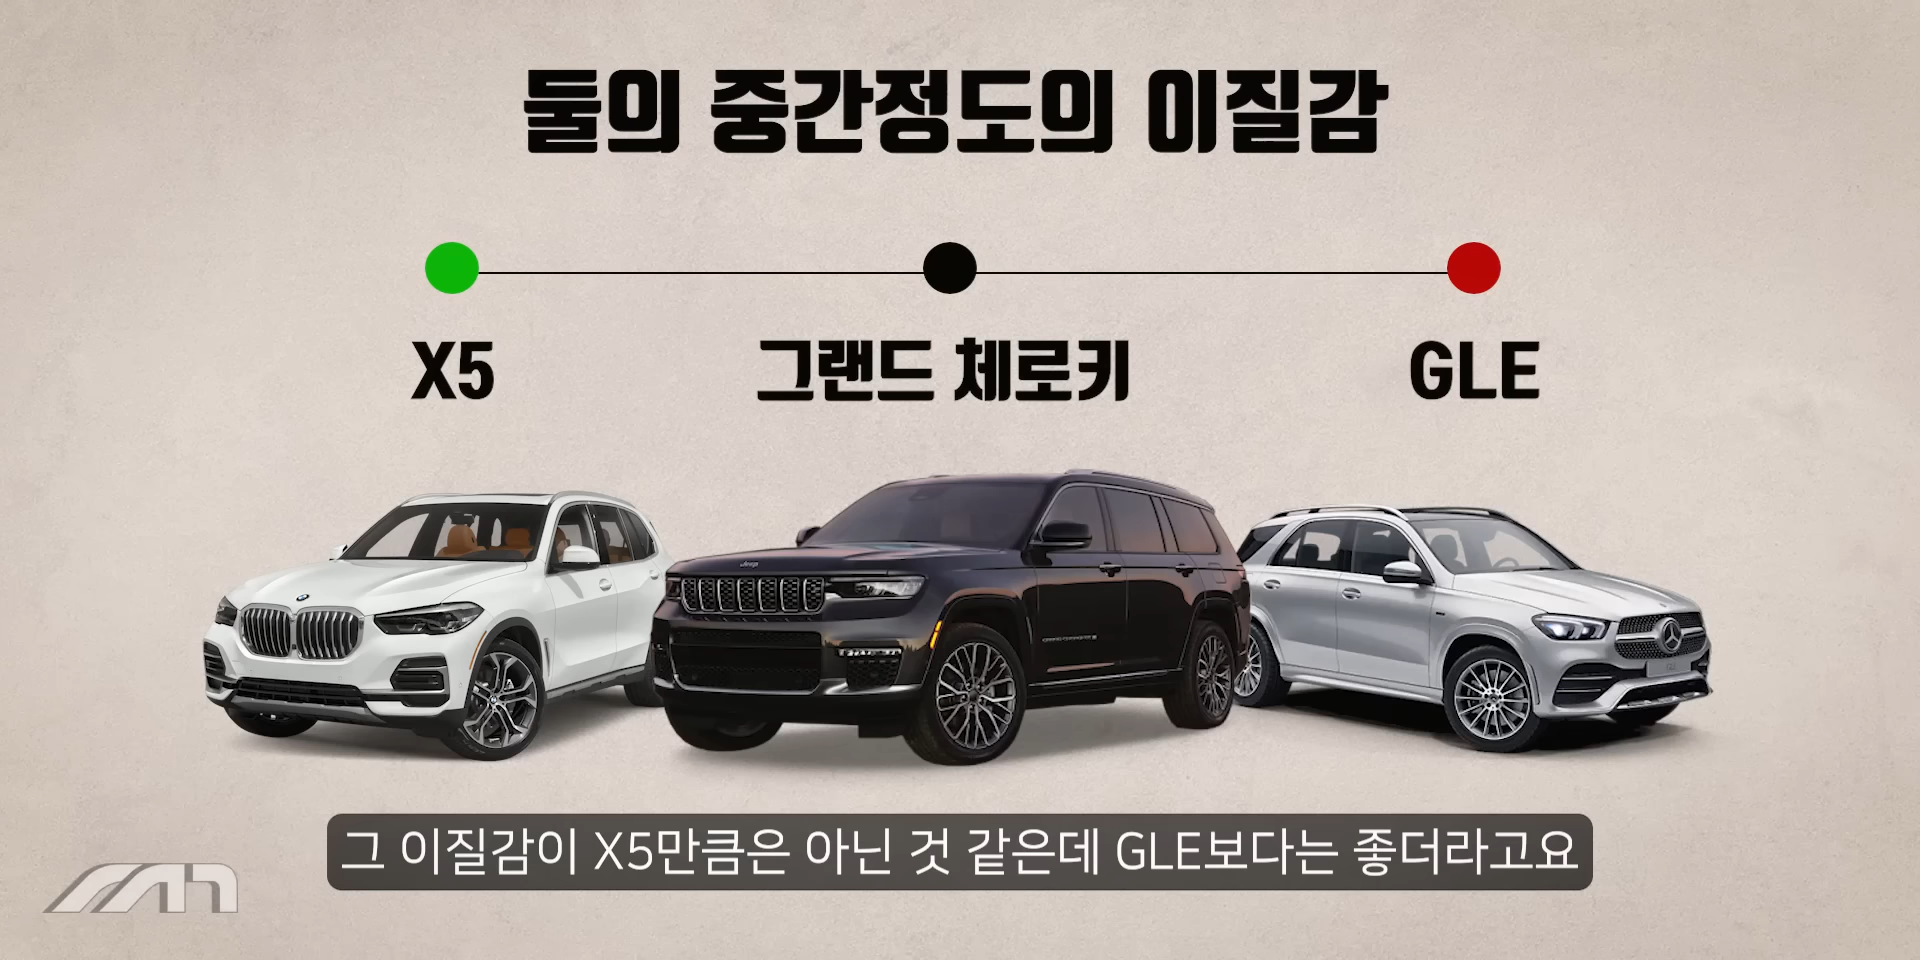 둘의 중간정도의 이질감
X5
그랜드 체로키
GLE
Jeep
그 이질감이 X5만큼은 아닌 것 같은데 GLE보다는 좋더라고요